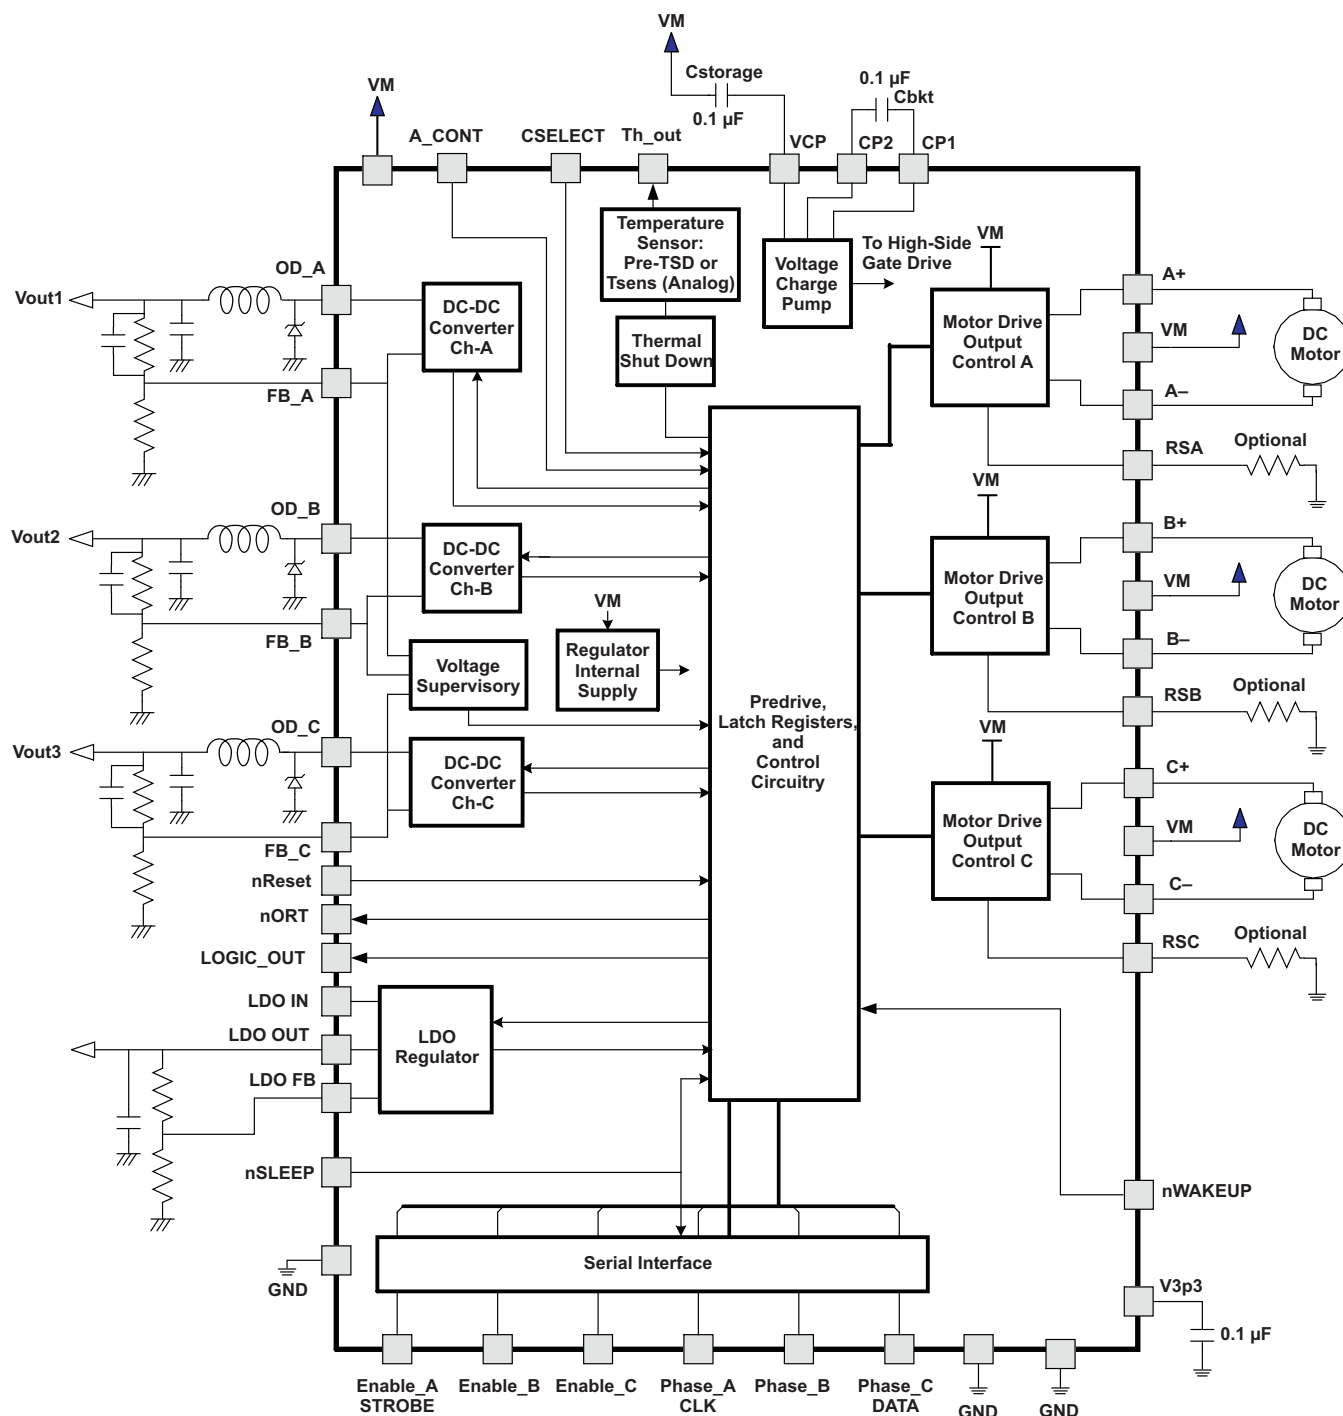 VM
Cstorage
0.1 µF
0.1 µF
Cbkt
VM
A_CONT
CSELECT
Th_out
VCP
CP2
CP1
Temperature
Sensor:
Pre-TSD or
Tsens (Analog)
Voltage
Charge
Pump
To High-Side
Gate Drive
VM
OD_A
Vout1
DC-DC
Converter
Ch-A
Thermal
Shut Down
Motor Drive
Output
Control A
A+
VM
DC
Motor
A–
FB_A
RSA
Optional
VM
OD_B
Vout2
DC-DC
Converter
Ch-B
Motor Drive
Output
Control B
B+
VM
DC
Motor
B–
FB_B
VM
Regulator
Internal
Supply
Voltage
Supervisory
RSB
Optional
Predrive,
Latch Registers,
and
Control
Circuitry
VM
OD_C
Vout3
DC-DC
Converter
Ch-C
Motor Drive
Output
Control C
C+
VM
DC
Motor
C–
FB_C
nReset
nORT
LOGIC_OUT
RSC
Optional
LDO IN
LDO OUT
LDO FB
LDO
Regulator
nSLEEP
nWAKEUP
Serial Interface
GND
V3p3
0.1 µF
Enable_A
STROBE
Enable_B
Enable_C
Phase_A
CLK
Phase_B
Phase_C
DATA
GND
GND